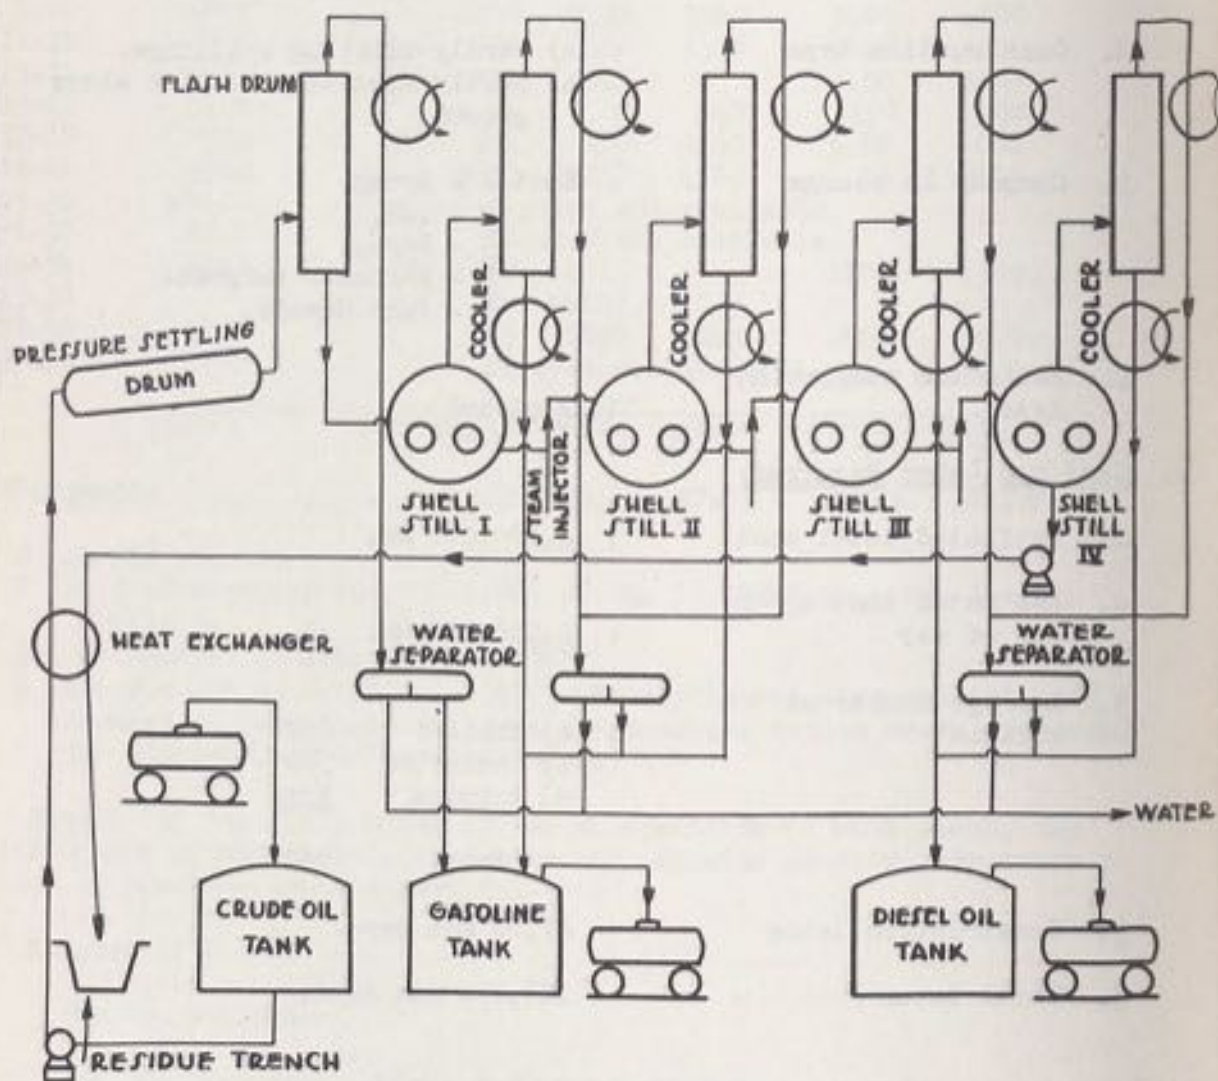 FLASH DRUM
PRESSURE SETTLING
DRUM
COOLER
COOLER
COOLER
COOLER
SHELL
STILL I
STEAM
INJECTOR
SHELL
STILL II
SHELL
STILL III
SHELL
STILL
IV
HEAT EXCHANGER
WATER
SEPARATOR
WATER
SEPARATOR
WATER
CRUDE OIL
TANK
GASOLINE
TANK
DIESEL OIL
TANK
RESIDUE TRENCH